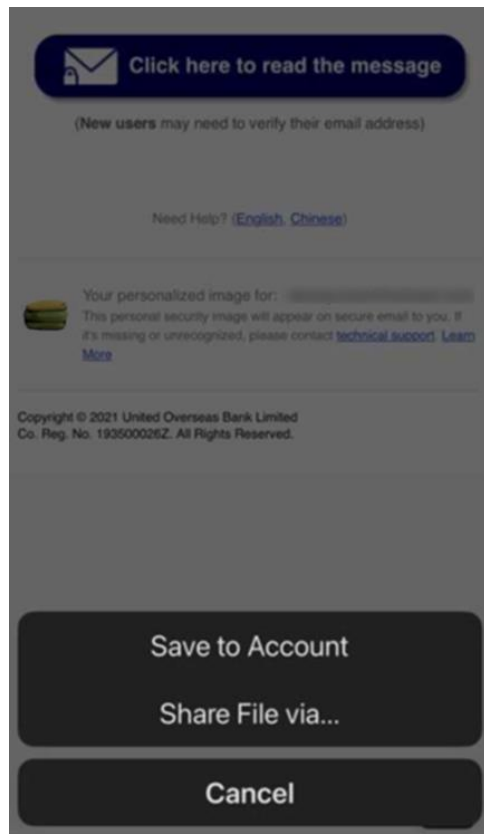 Click here to read the message
(New users may need to verify their email address)
Need Help? (English, Chinese)
Your personalized image for:
This personal security image will appear on secure email to you. If
it's missing or unrecognized, please contact technical support. Learn
More
Copyright © 2021 United Overseas Bank Limited
Co. Reg. No. 193500026Z. All Rights Reserved.
Save to Account
Share File via...
Cancel